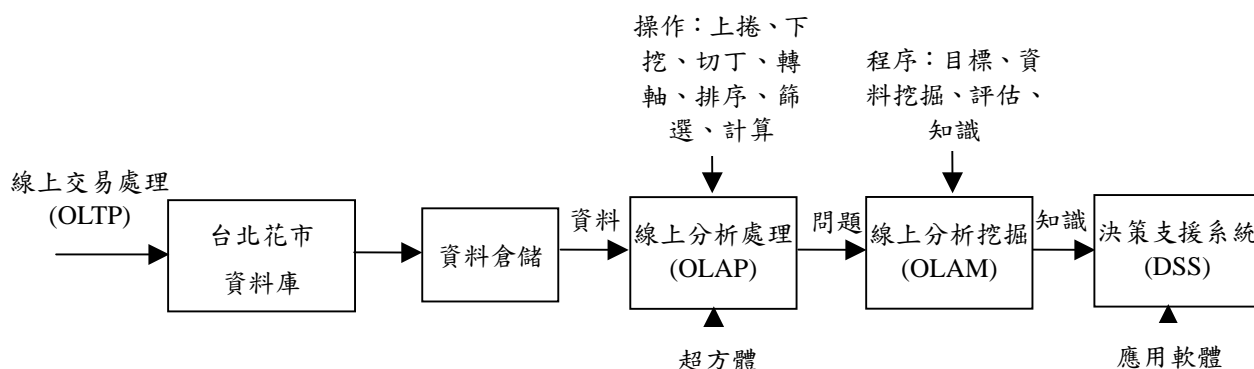 操作：上捲、下
挖、切丁、轉
軸、排序、篩
選、計算
程序：目標、資
料挖掘、評估、
知識
線上交易處理
(OLTP)
台北花市
資料庫
資料倉儲
資料
線上分析處理
(OLAP)
問題
線上分析挖掘
(OLAM)
知識
決策支援系統
(DSS)
超方體
應用軟體